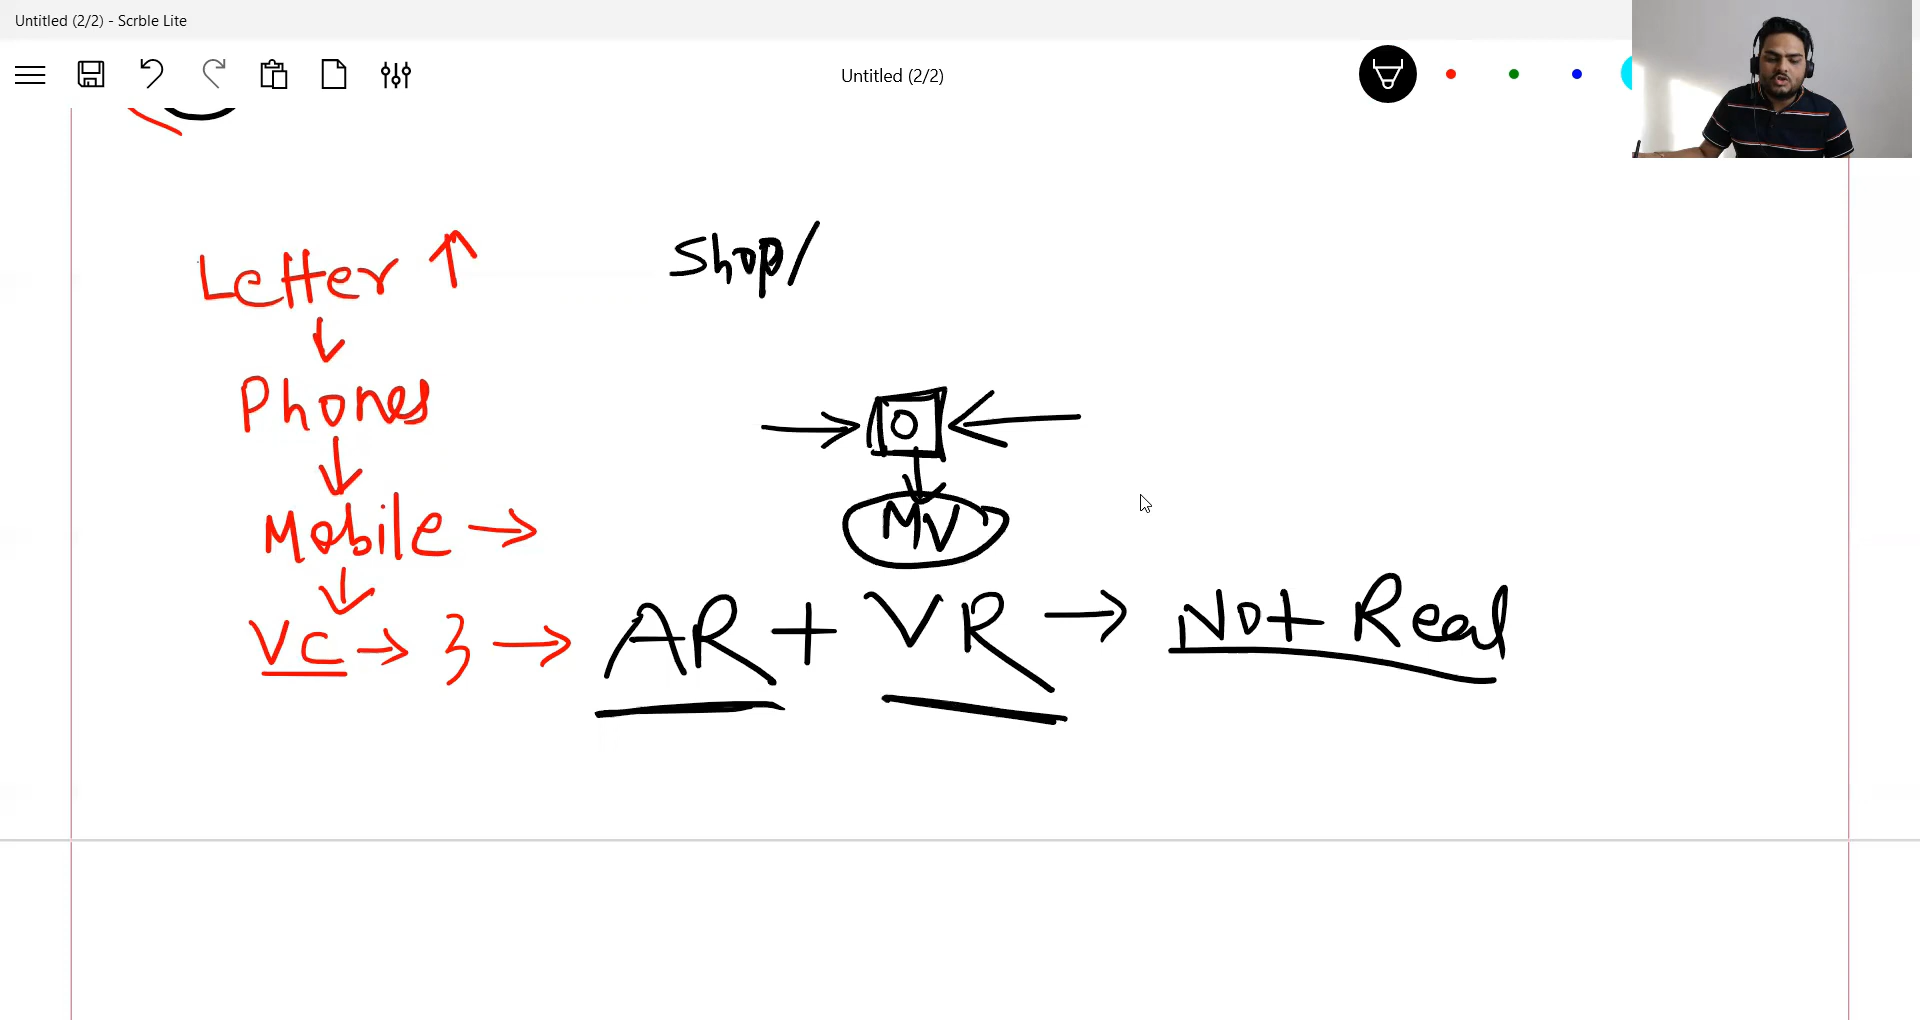 Untitled (2/2) - Scrble Lite
Untitled (2/2)
Letter ↑
Shop/
↓
Phones
↓
Mobile →
MV
↓
VC → 3 → AR + VR → Not Real